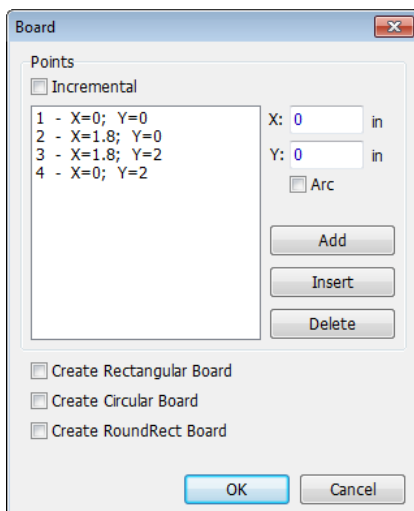 Board
Points
Incremental
1 - X=0; Y=0
2 - X=1.8; Y=0
3 - X=1.8; Y=2
4 - X=0; Y=2
X: 0 in
Y: 0 in
Arc
Add
Insert
Delete
Create Rectangular Board
Create Circular Board
Create RoundRect Board
OK Cancel